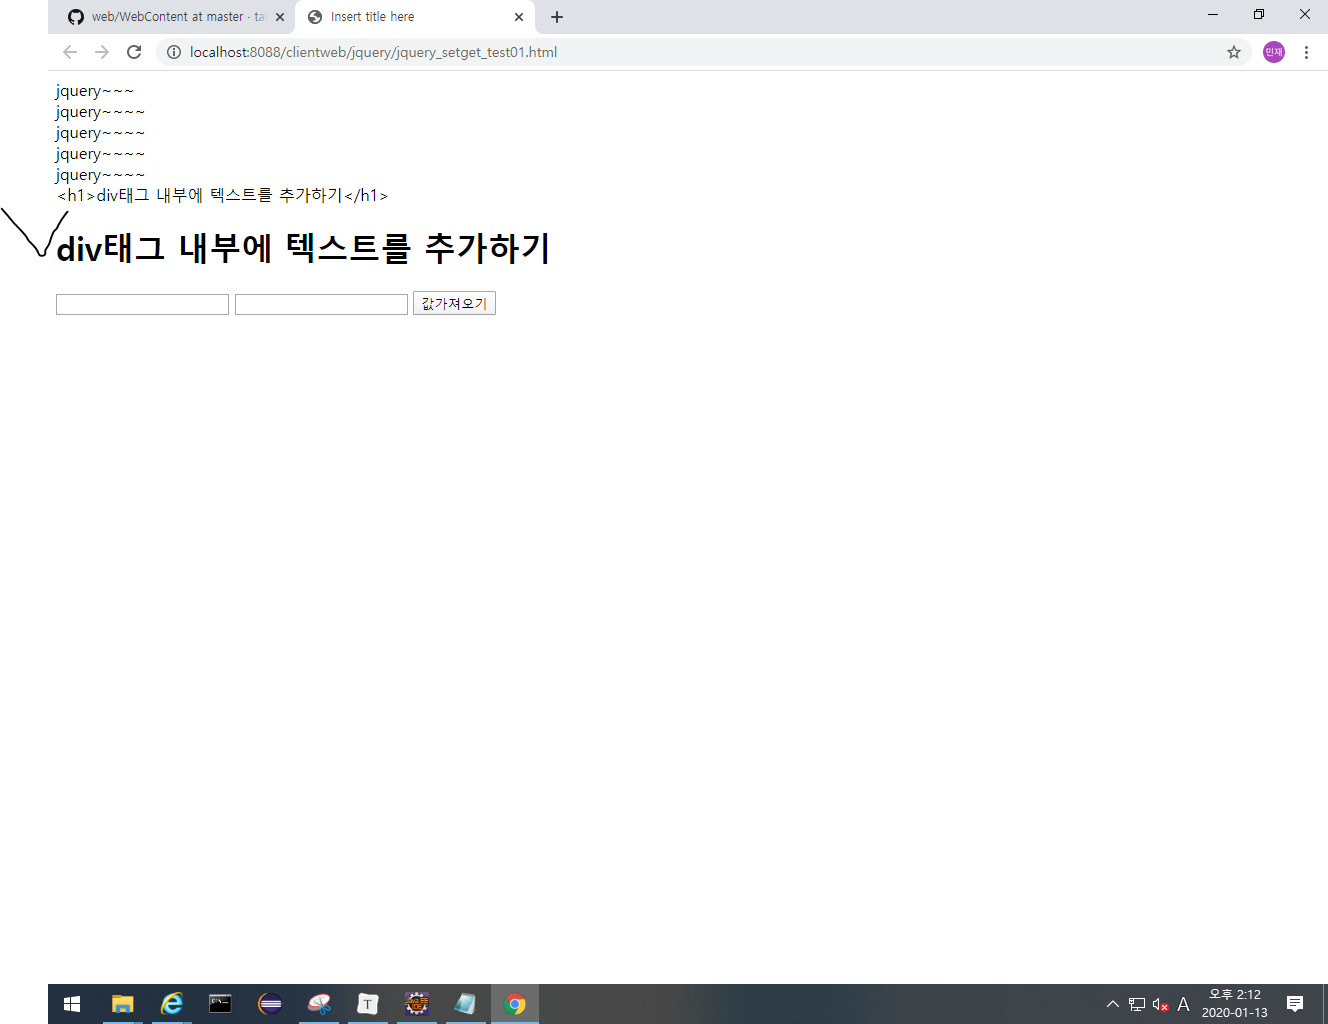 web/WebContent at master · ta
Insert title here
localhost:8088/clientweb/jquery/jquery_setget_test01.html
민재
jquery~~~
jquery~~~~
jquery~~~~
jquery~~~~
jquery~~~~
<h1>div태그 내부에 텍스트를 추가하기</h1>
div태그 내부에 텍스트를 추가하기
값가져오기
T
JAVA EE
IDE
A
오후 2:12
2020-01-13